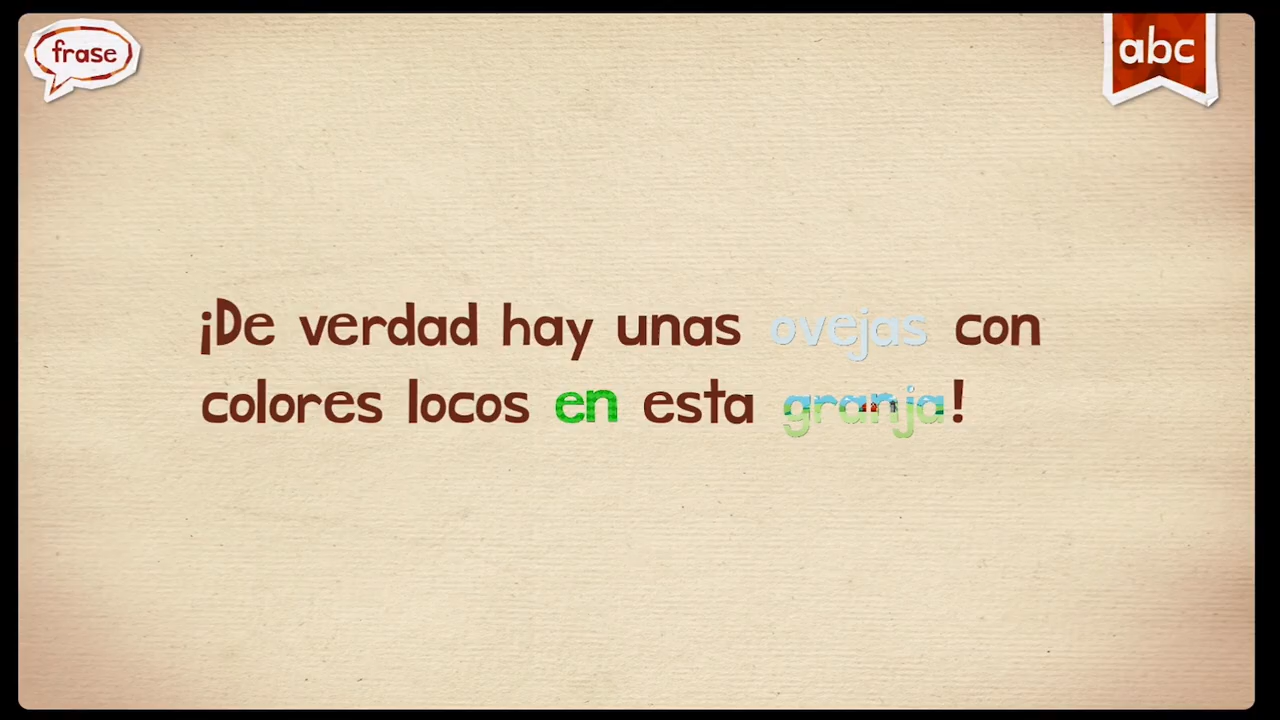 frase
abc
¡De verdad hay unas ovejas con
colores locos en esta granja!